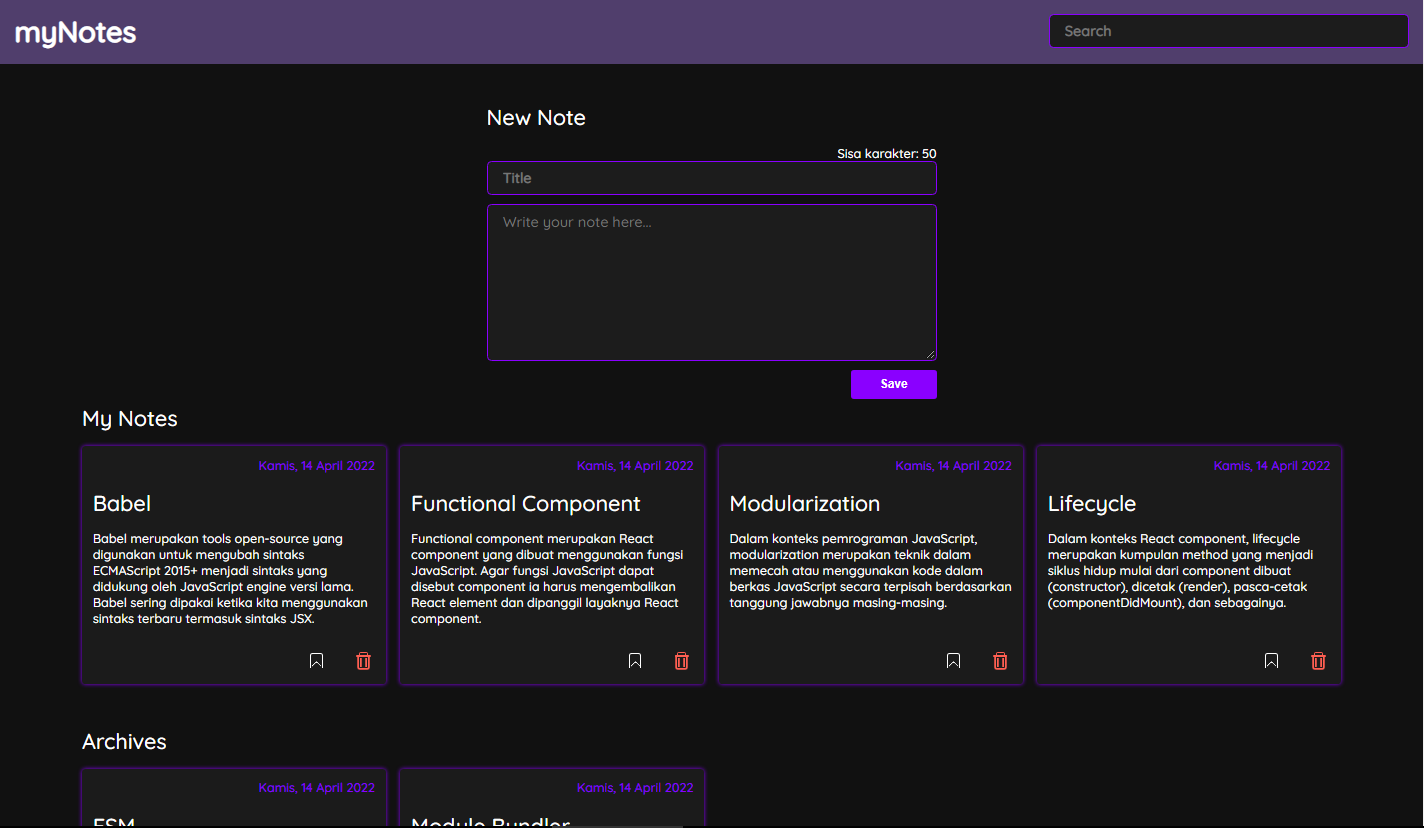 myNotes
Search
New Note
Sisa karakter: 50
Title
Write your note here...
Save
My Notes
Kamis, 14 April 2022
Babel
Babel merupakan tools open-source yang
digunakan untuk mengubah sintaks
ECMAScript 2015+ menjadi sintaks yang
didukung oleh JavaScript engine versi lama.
Babel sering dipakai ketika kita menggunakan
sintaks terbaru termasuk sintaks JSX.
Kamis, 14 April 2022
Functional Component
Functional component merupakan React
component yang dibuat menggunakan fungsi
JavaScript. Agar fungsi JavaScript dapat
disebut component ia harus mengembalikan
React element dan dipanggil layaknya React
component.
Kamis, 14 April 2022
Modularization
Dalam konteks pemrograman JavaScript,
modularization merupakan teknik dalam
memecah atau menggunakan kode dalam
berkas JavaScript secara terpisah berdasarkan
tanggung jawabnya masing-masing.
Kamis, 14 April 2022
Lifecycle
Dalam konteks React component, lifecycle
merupakan kumpulan method yang menjadi
siklus hidup mulai dari component dibuat
(constructor), dicetak (render), pasca-cetak
(componentDidMount), dan sebagainya.
Archives
Kamis, 14 April 2022
ESM
Kamis, 14 April 2022
Module Bundler